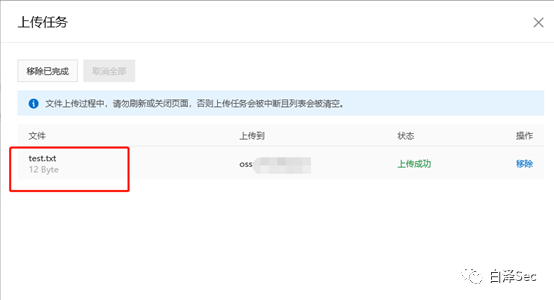 上传任务
移除已完成 取消全部
文件上传过程中，请勿刷新或关闭页面，否则上传任务会被中断且列表会被清空。
文件 上传到 状态 操作
test.txt
12 Byte
oss 上传成功 移除
白泽Sec